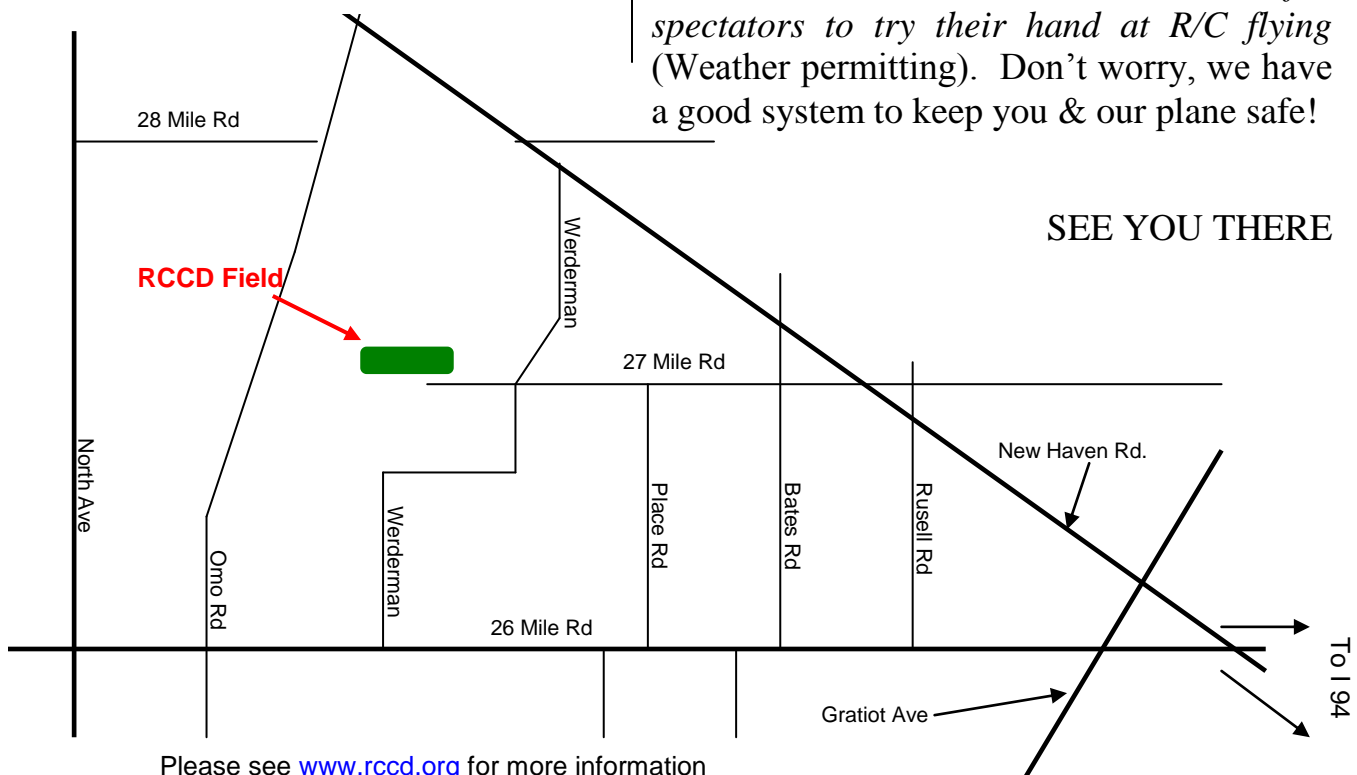 spectators to try their hand at R/C flying
(Weather permitting). Don’t worry, we have
a good system to keep you & our plane safe!
28 Mile Rd
SEE YOU THERE
Werderman
RCCD Field
27 Mile Rd
North Ave
New Haven Rd.
Omo Rd
Werderman
Place Rd
Bates Rd
Rusell Rd
26 Mile Rd
To I 94
Gratiot Ave
Please see www.rccd.org for more information